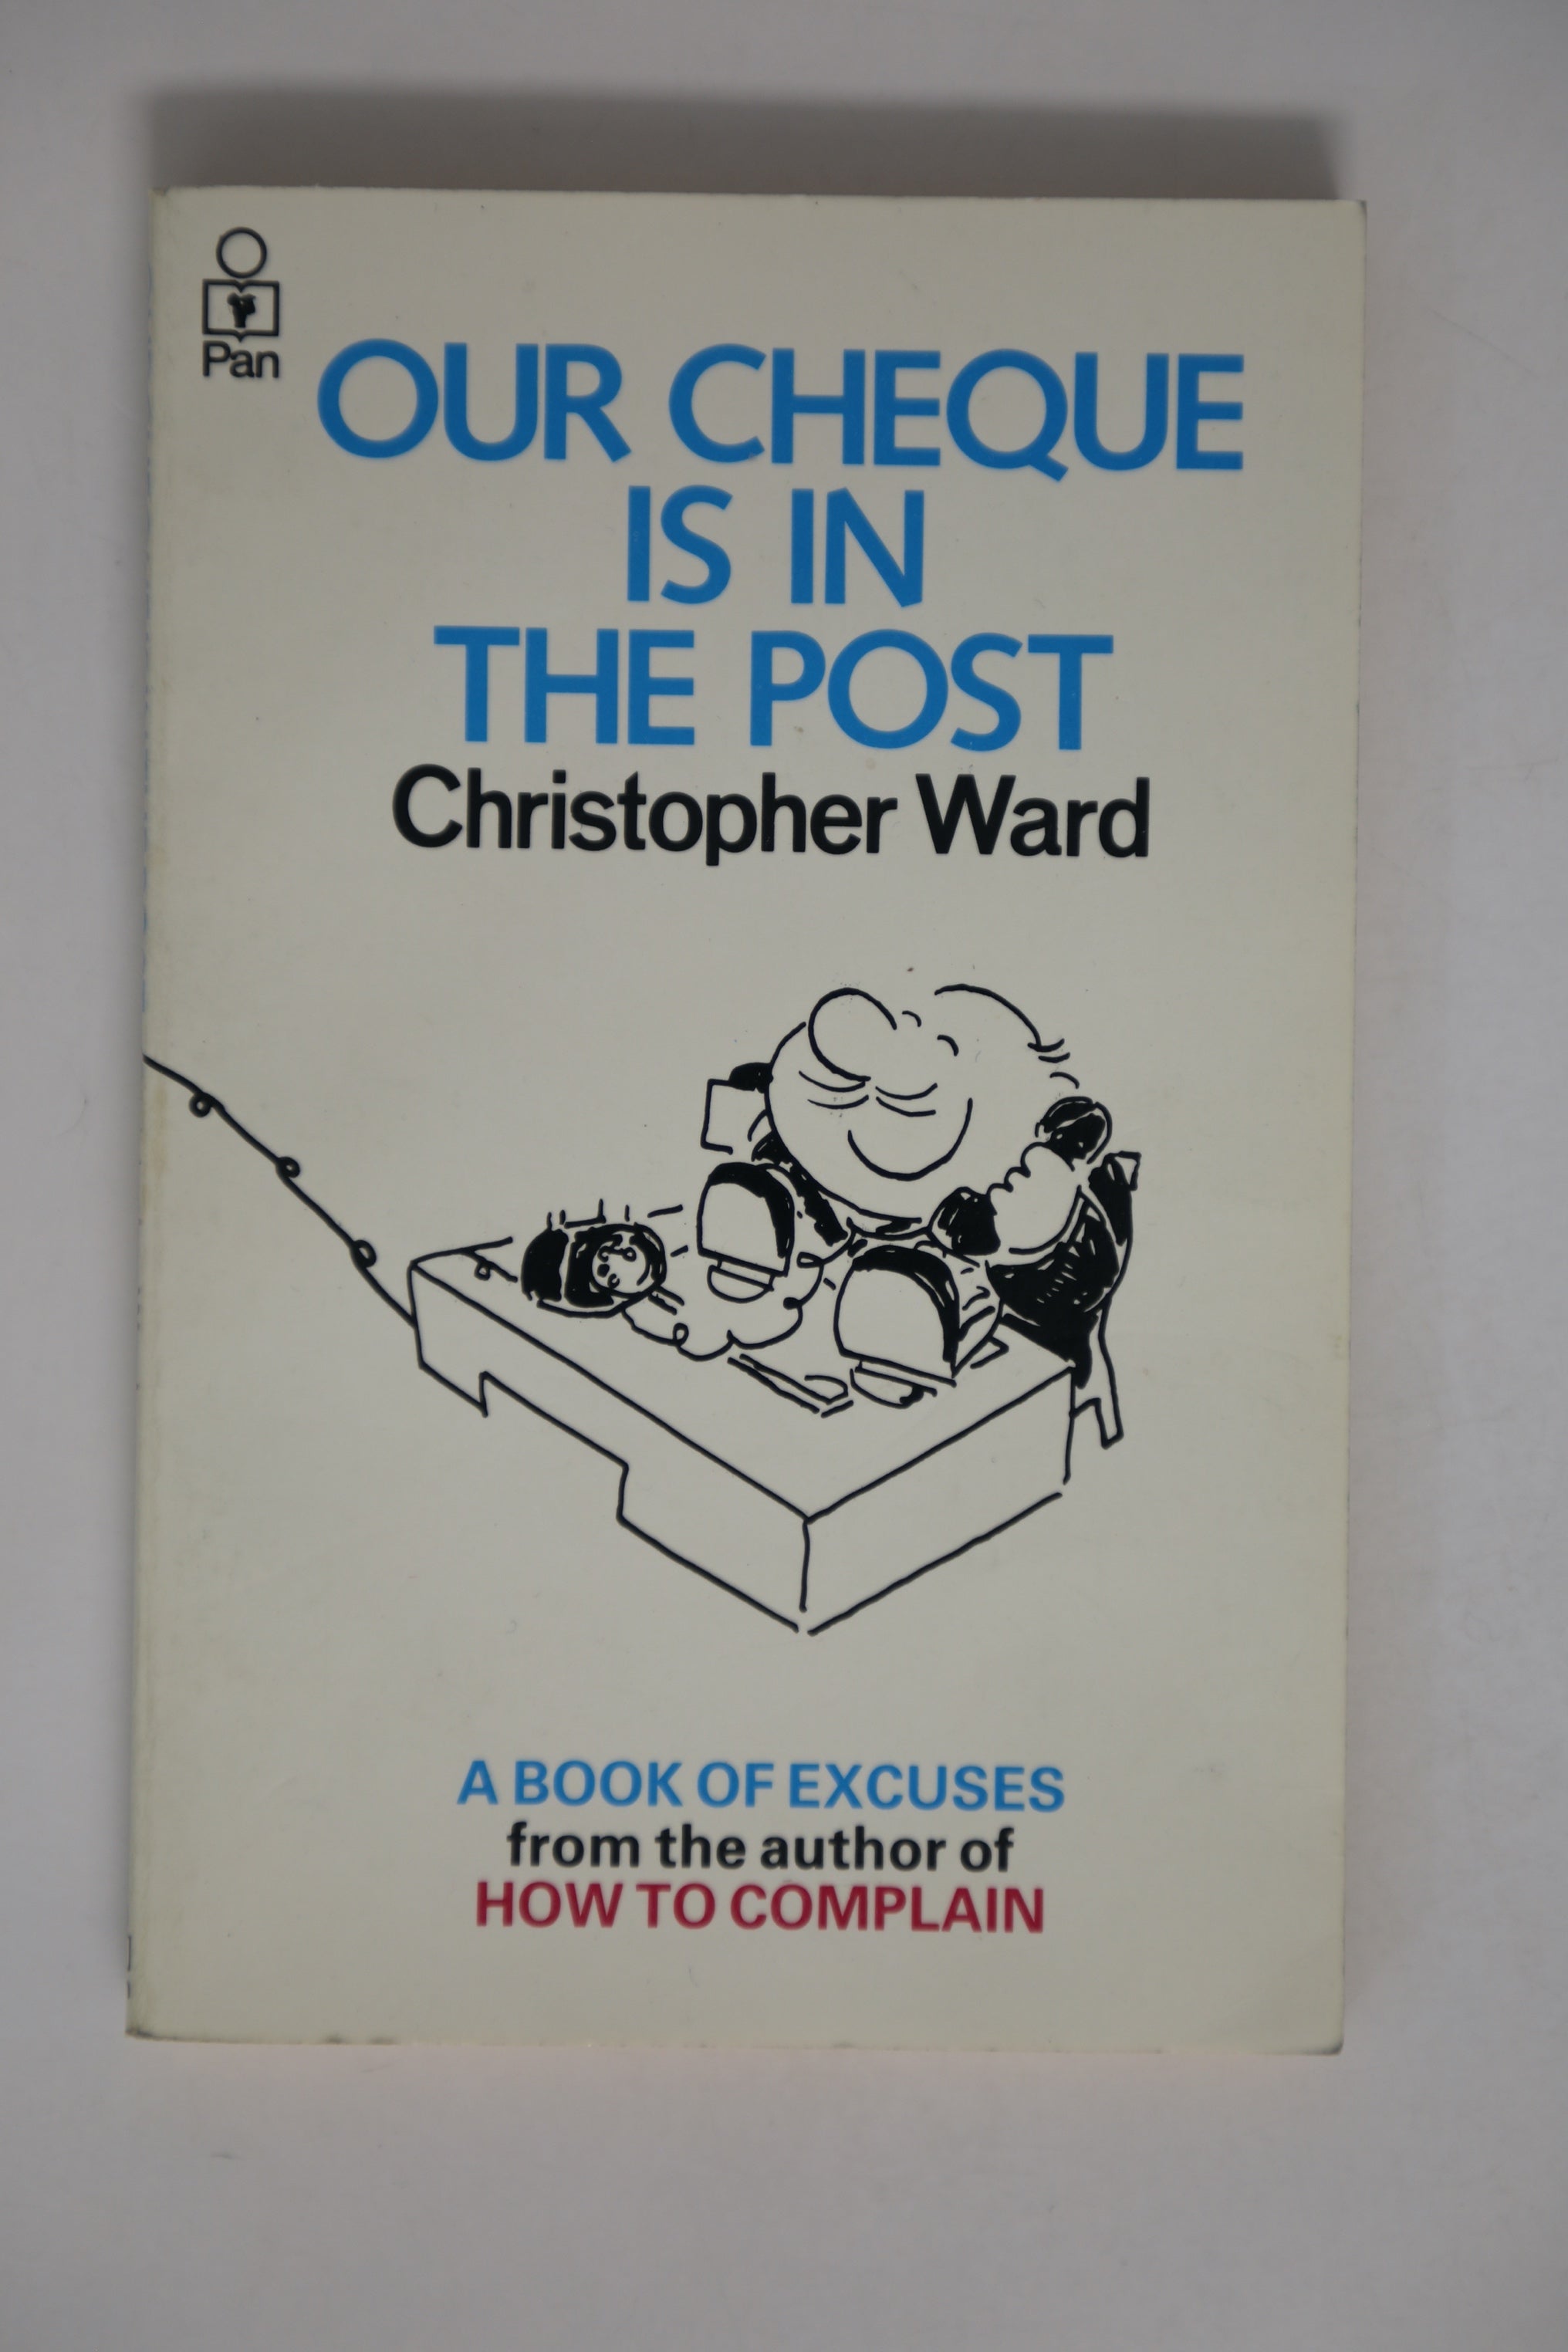 Pan
OUR CHEQUE
IS IN
THE POST
Christopher Ward
A BOOK OF EXCUSES
from the author of
HOW TO COMPLAIN